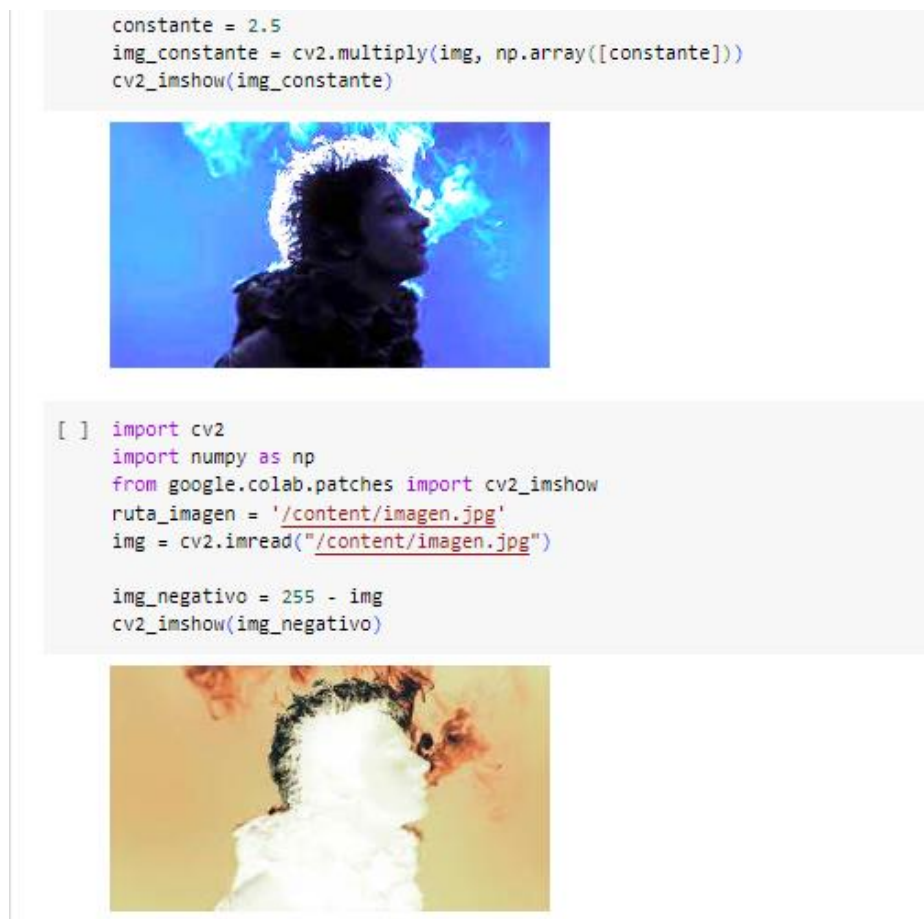 constante = 2.5
img_constante = cv2.multiply(img, np.array([constante]))
cv2_imshow(img_constante)
[ ] import cv2
import numpy as np
from google.colab.patches import cv2_imshow
ruta_imagen = '/content/imagen.jpg'
img = cv2.imread("/content/imagen.jpg")
img_negativo = 255 - img
cv2_imshow(img_negativo)